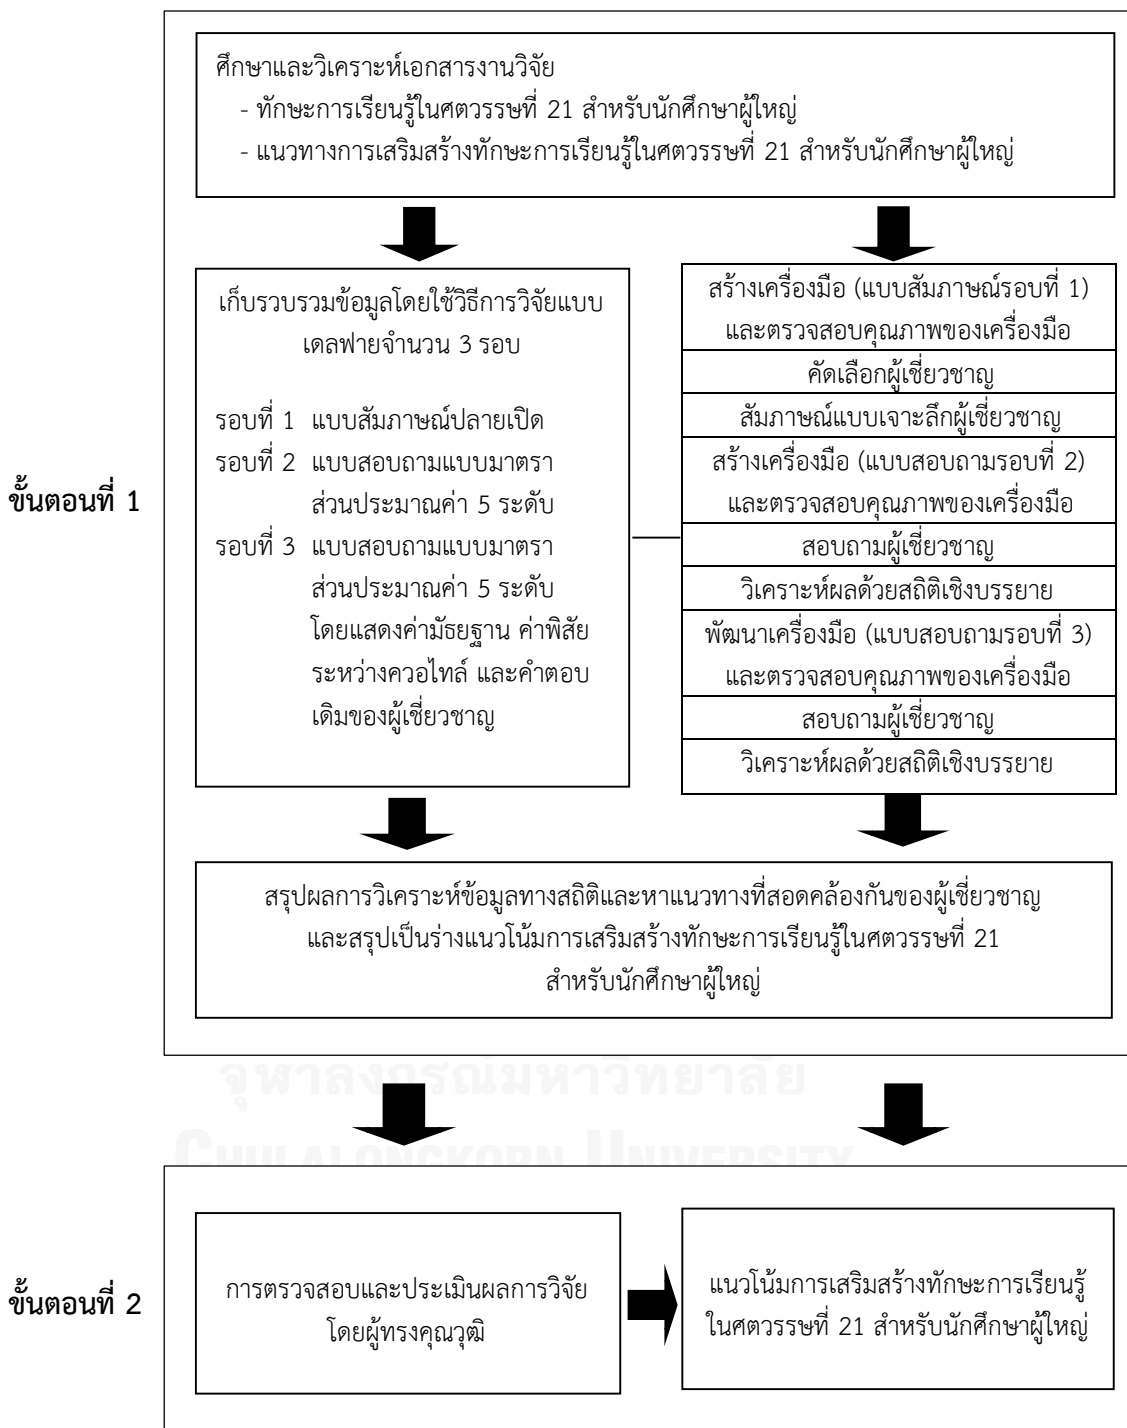 ศึกษาและวิเคราะห์เอกสารงานวิจัย
- ทักษะการเรียนรู้ในศตวรรษที่ 21 สำหรับนักศึกษาผู้ใหญ่
- แนวทางการเสริมสร้างทักษะการเรียนรู้ในศตวรรษที่ 21 สำหรับนักศึกษาผู้ใหญ่
ขั้นตอนที่ 1
เก็บรวบรวมข้อมูลโดยใช้วิธีการวิจัยแบบ
เดลฟายจำนวน 3 รอบ
รอบที่ 1 แบบสัมภาษณ์ปลายเปิด
รอบที่ 2 แบบสอบถามแบบมาตรา
ส่วนประมาณค่า 5 ระดับ
รอบที่ 3 แบบสอบถามแบบมาตรา
ส่วนประมาณค่า 5 ระดับ
โดยแสดงค่ามัธยฐาน ค่าพิสัย
ระหว่างควอไทล์ และคำตอบ
เดิมของผู้เชี่ยวชาญ
สร้างเครื่องมือ (แบบสัมภาษณ์รอบที่ 1)
และตรวจสอบคุณภาพของเครื่องมือ
คัดเลือกผู้เชี่ยวชาญ
สัมภาษณ์แบบเจาะลึกผู้เชี่ยวชาญ
สร้างเครื่องมือ (แบบสอบถามรอบที่ 2)
และตรวจสอบคุณภาพของเครื่องมือ
สอบถามผู้เชี่ยวชาญ
วิเคราะห์ผลด้วยสถิติเชิงบรรยาย
พัฒนาเครื่องมือ (แบบสอบถามรอบที่ 3)
และตรวจสอบคุณภาพของเครื่องมือ
สอบถามผู้เชี่ยวชาญ
วิเคราะห์ผลด้วยสถิติเชิงบรรยาย
สรุปผลการวิเคราะห์ข้อมูลทางสถิติและหาแนวทางที่สอดคล้องกันของผู้เชี่ยวชาญ
และสรุปเป็นร่างแนวโน้มการเสริมสร้างทักษะการเรียนรู้ในศตวรรษที่ 21
สำหรับนักศึกษาผู้ใหญ่
จุฬาลงกรณ์มหาวิทยาลัย
CHULALONGKORN UNIVERSITY
ขั้นตอนที่ 2
การตรวจสอบและประเมินผลการวิจัย
โดยผู้ทรงคุณวุฒิ
แนวโน้มการเสริมสร้างทักษะการเรียนรู้
ในศตวรรษที่ 21 สำหรับนักศึกษาผู้ใหญ่